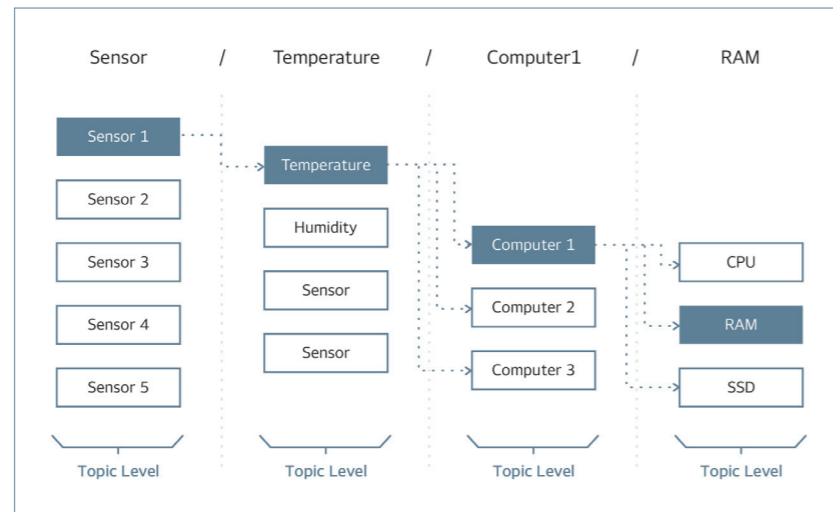 Sensor / Temperature / Computer1 / RAM
Sensor 1
Sensor 2
Sensor 3
Sensor 4
Sensor 5
Temperature
Humidity
Sensor
Sensor
Computer 1
Computer 2
Computer 3
CPU
RAM
SSD
Topic Level
Topic Level
Topic Level
Topic Level